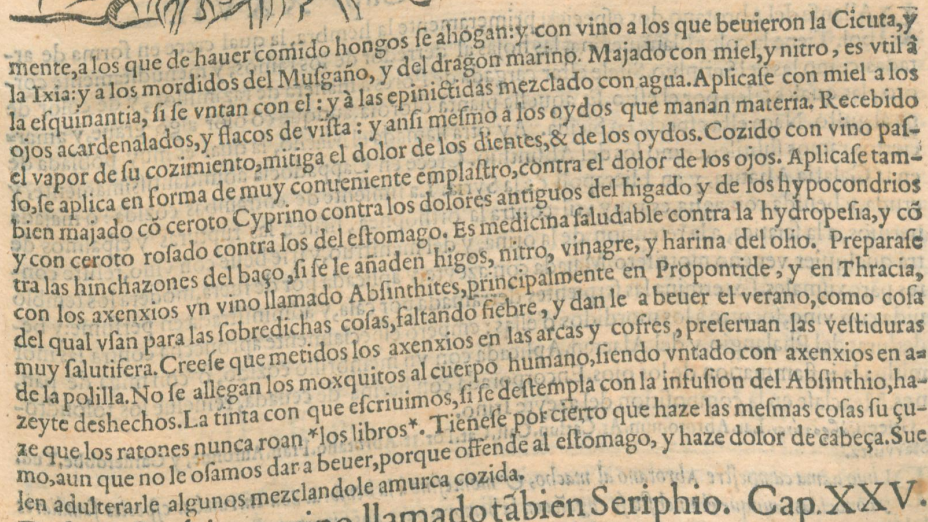 mente,a los que de hauer comido hongos ſe ahogan:y con vino a los que beuieron la Cicuta,y
la Ixia:y a los mordidos del Muſgaño, y del dragon marino. Majado con miel,y nitro, es vtil à
la eſquinantia, ſi ſe vntan con el : y à las epinictidas mezclado con agua.Aplicaſe con miel a los
ojos acardenalados,y flacos de viſta : y anſi meſmo à los oydos que manan materia. Recebido
el vapor de ſu cozimiento,mitiga el dolor de los dientes,& de los oydos.Cozido con vino paſ-
ſo,ſe aplica en forma de muy conueniente emplaſtro,contra el dolor de los ojos. Aplicaſe tam-
bien majado cõ ceroto Cyprino contra los dolores antiguos del higado y de los hypocondrios
y con ceroto roſado contra los del eſtomago. Es medicina ſaludable contra la hydropeſia,y cõ
tra las hinchazones del baço,ſi ſe le añaden higos, nitro, vinagre, y harina del olio. Preparaſe
con los axenxios vn vino llamado Abſinthites,principalmente en Propontide, y en Thracia,
del qual vſan para las ſobredichas coſas,faltando fiebre, y dan le a beuer el verano,como coſa
muy ſalutifera.Creeſe que metidos los axenxios en las arcas y cofres, preſeruan las veſtiduras
de la polilla.No ſe allegan los moxquitos al cuerpo humano,ſiendo vntado con axenxios en a-
zeyte deshechos.La tinta con que eſcriuimos,ſi ſe deſtempla con la infuſion del Abſinthio,ha-
ze que los ratones nunca roan *los libros*. Tieneſe por cierto que haze las meſmas coſas ſu çu-
mo,aun que no le oſamos dar a beuer,porque offende al eſtomago, y haze dolor de cabeça.Sue
len adulterarle algunos mezclandole amurca cozida.
llamado tãbien Seriphio. Cap. XXV.